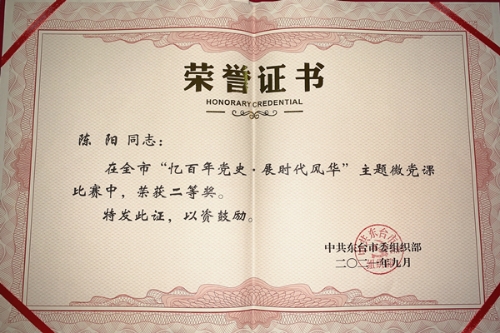 荣誉证书
HONORARY CREDENTIAL
陈 阳 同志：
在全市“忆百年党史·展时代风华”主题微党课
比赛中，荣获二等奖。
特发此证，以资鼓励。
中共东台市委组织部
二〇二一年九月